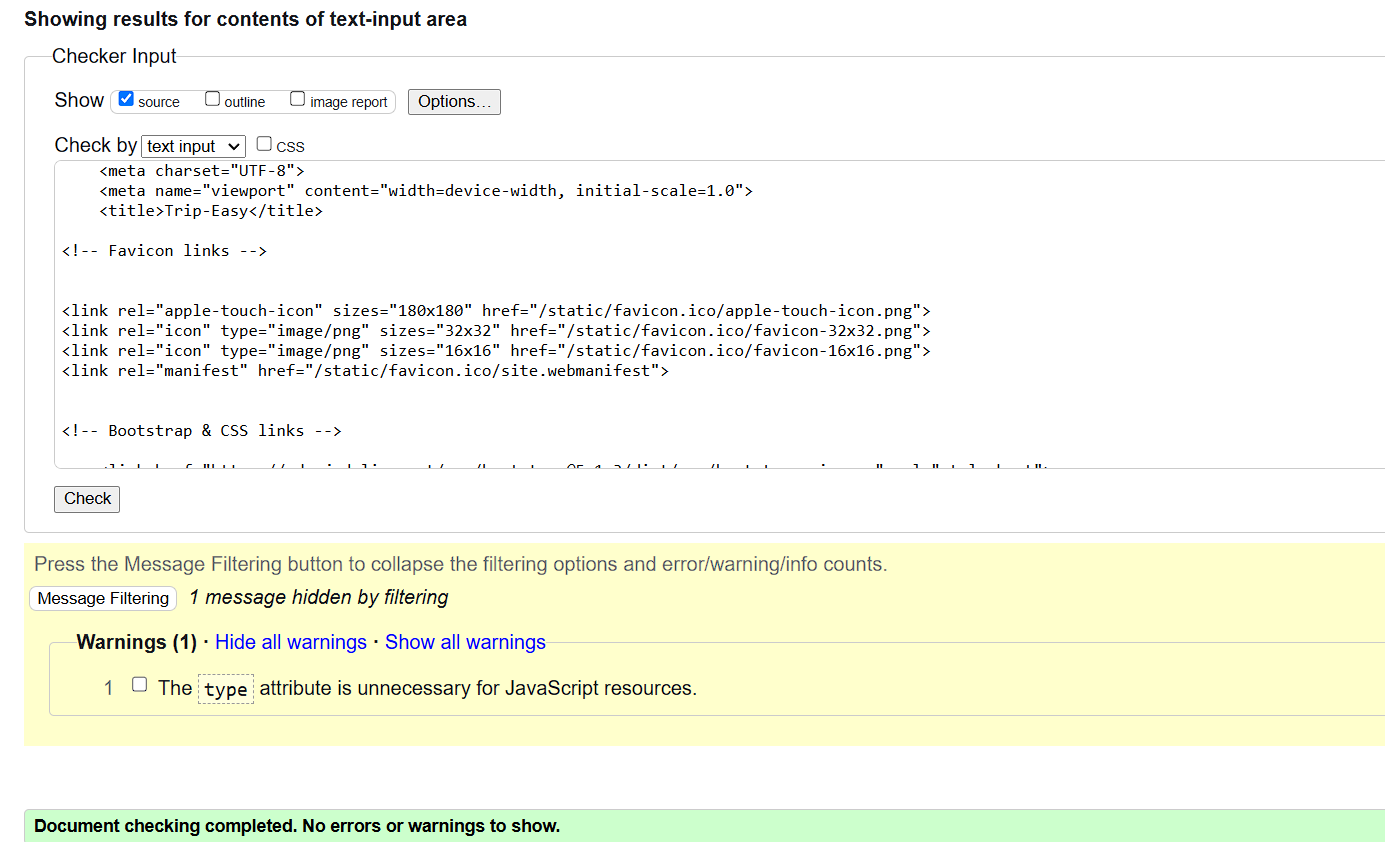 Showing results for contents of text-input area
Checker Input
Show source outline image report Options...
Check by text input CSS
<meta charset="UTF-8">
<meta name="viewport" content="width=device-width, initial-scale=1.0">
<title>Trip-Easy</title>
<!-- Favicon links -->
<link rel="apple-touch-icon" sizes="180x180" href="/static/favicon.ico/apple-touch-icon.png">
<link rel="icon" type="image/png" sizes="32x32" href="/static/favicon.ico/favicon-32x32.png">
<link rel="icon" type="image/png" sizes="16x16" href="/static/favicon.ico/favicon-16x16.png">
<link rel="manifest" href="/static/favicon.ico/site.webmanifest">
<!-- Bootstrap & CSS links -->
Check
Press the Message Filtering button to collapse the filtering options and error/warning/info counts.
Message Filtering 1 message hidden by filtering
Warnings (1) · Hide all warnings · Show all warnings
1 The type attribute is unnecessary for JavaScript resources.
Document checking completed. No errors or warnings to show.